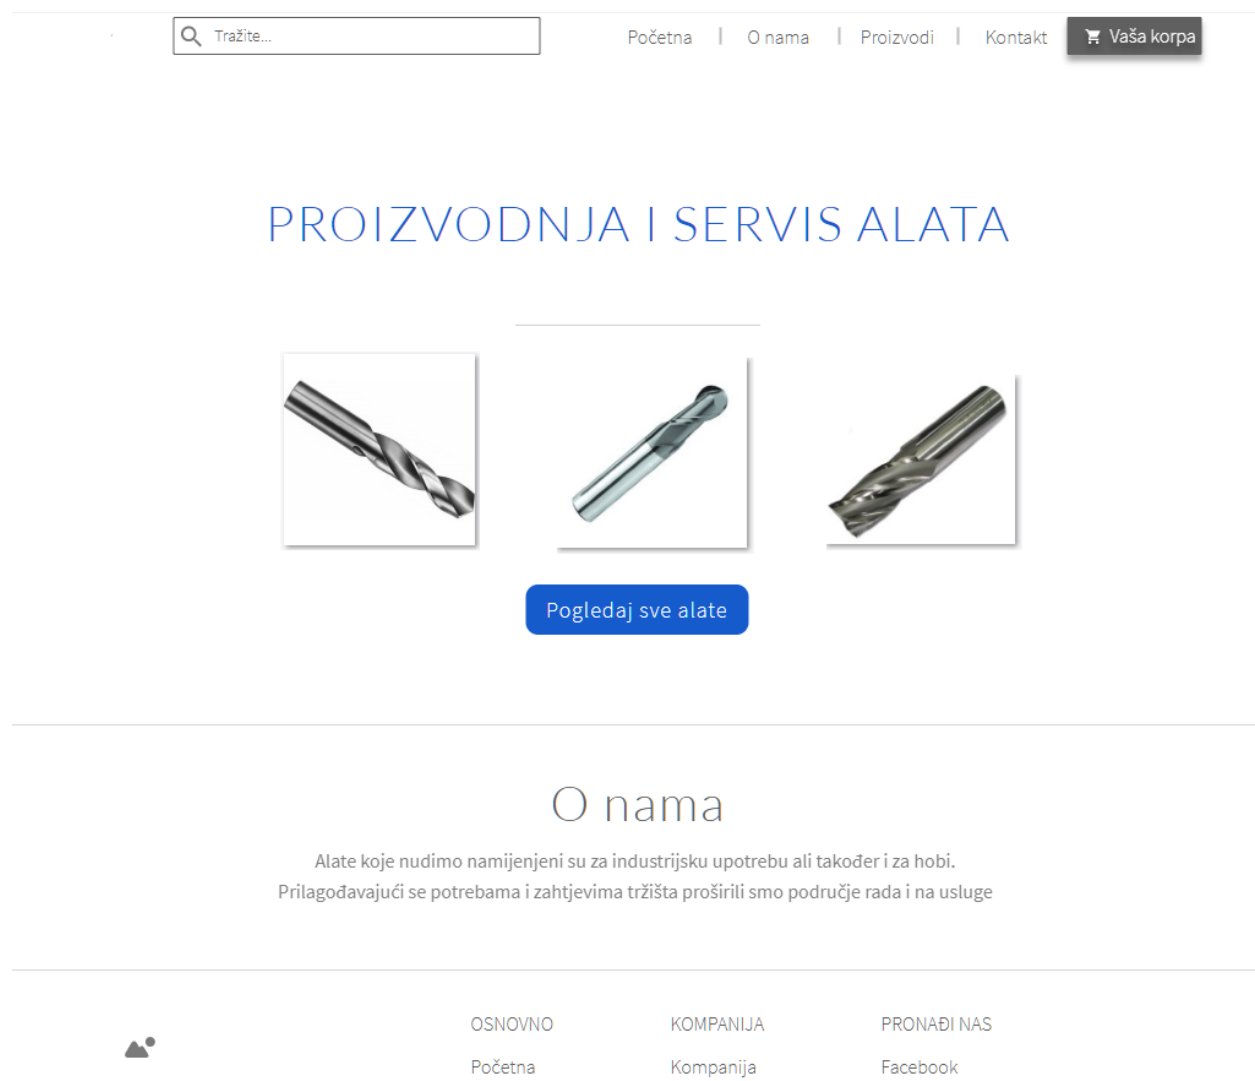 Tražite...
Početna | O nama | Proizvodi | Kontakt Vaša korpa
PROIZVODNJA I SERVIS ALATA
Pogledaj sve alate
O nama
Alate koje nudimo namijenjeni su za industrijsku upotrebu ali također i za hobi.
Prilagođavajući se potrebama i zahtjevima tržišta proširili smo područje rada i na usluge
OSNOVNO KOMPANIJA PRONAĐI NAS
Početna Kompanija Facebook